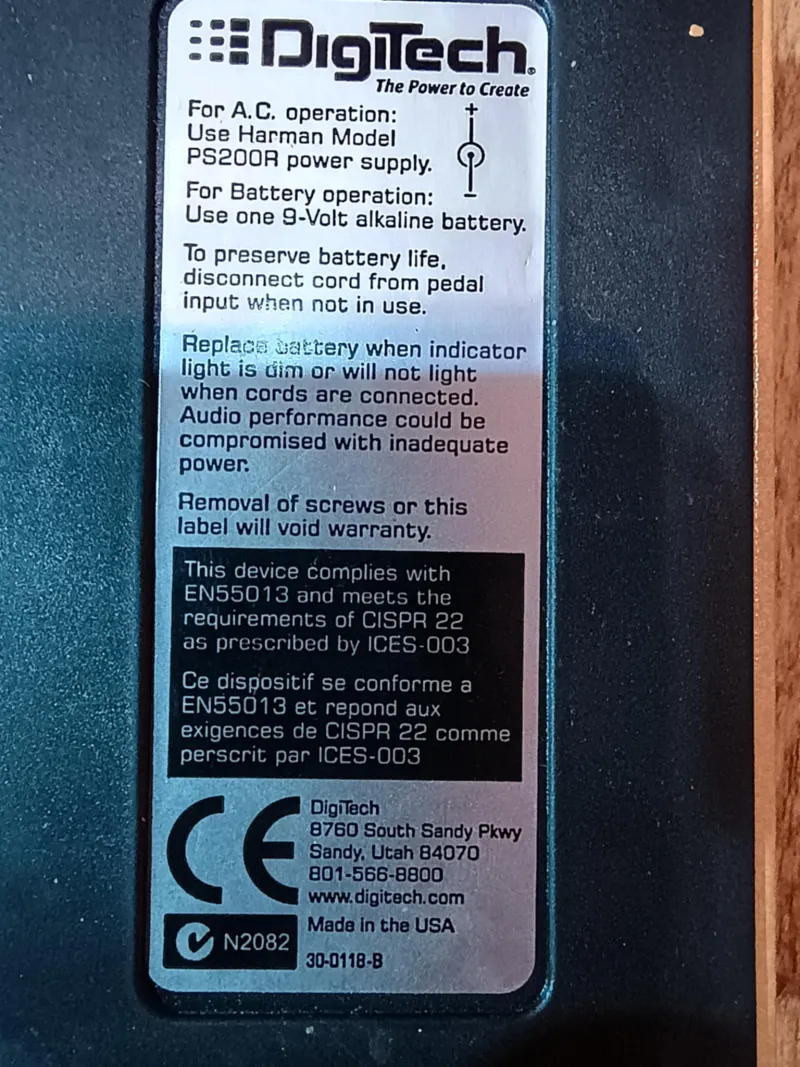 DigiTech®
The Power to Create
For A.C. operation:
Use Harman Model
PS200R power supply.
+
-
For Battery operation:
Use one 9-Volt alkaline battery.
To preserve battery life,
disconnect cord from pedal
input when not in use.
Replace battery when indicator
light is dim or will not light
when cords are connected.
Audio performance could be
compromised with inadequate
power.
Removal of screws or this
label will void warranty.
This device complies with
EN55013 and meets the
requirements of CISPR 22
as prescribed by ICES-003
Ce dispositif se conforme a
EN55013 et repond aux
exigences de CISPR 22 comme
perscrit par ICES-003
CE
DigiTech
8760 South Sandy Pkwy
Sandy, Utah 84070
801-566-8800
www.digitech.com
Made in the USA
N2082
30-0118-B